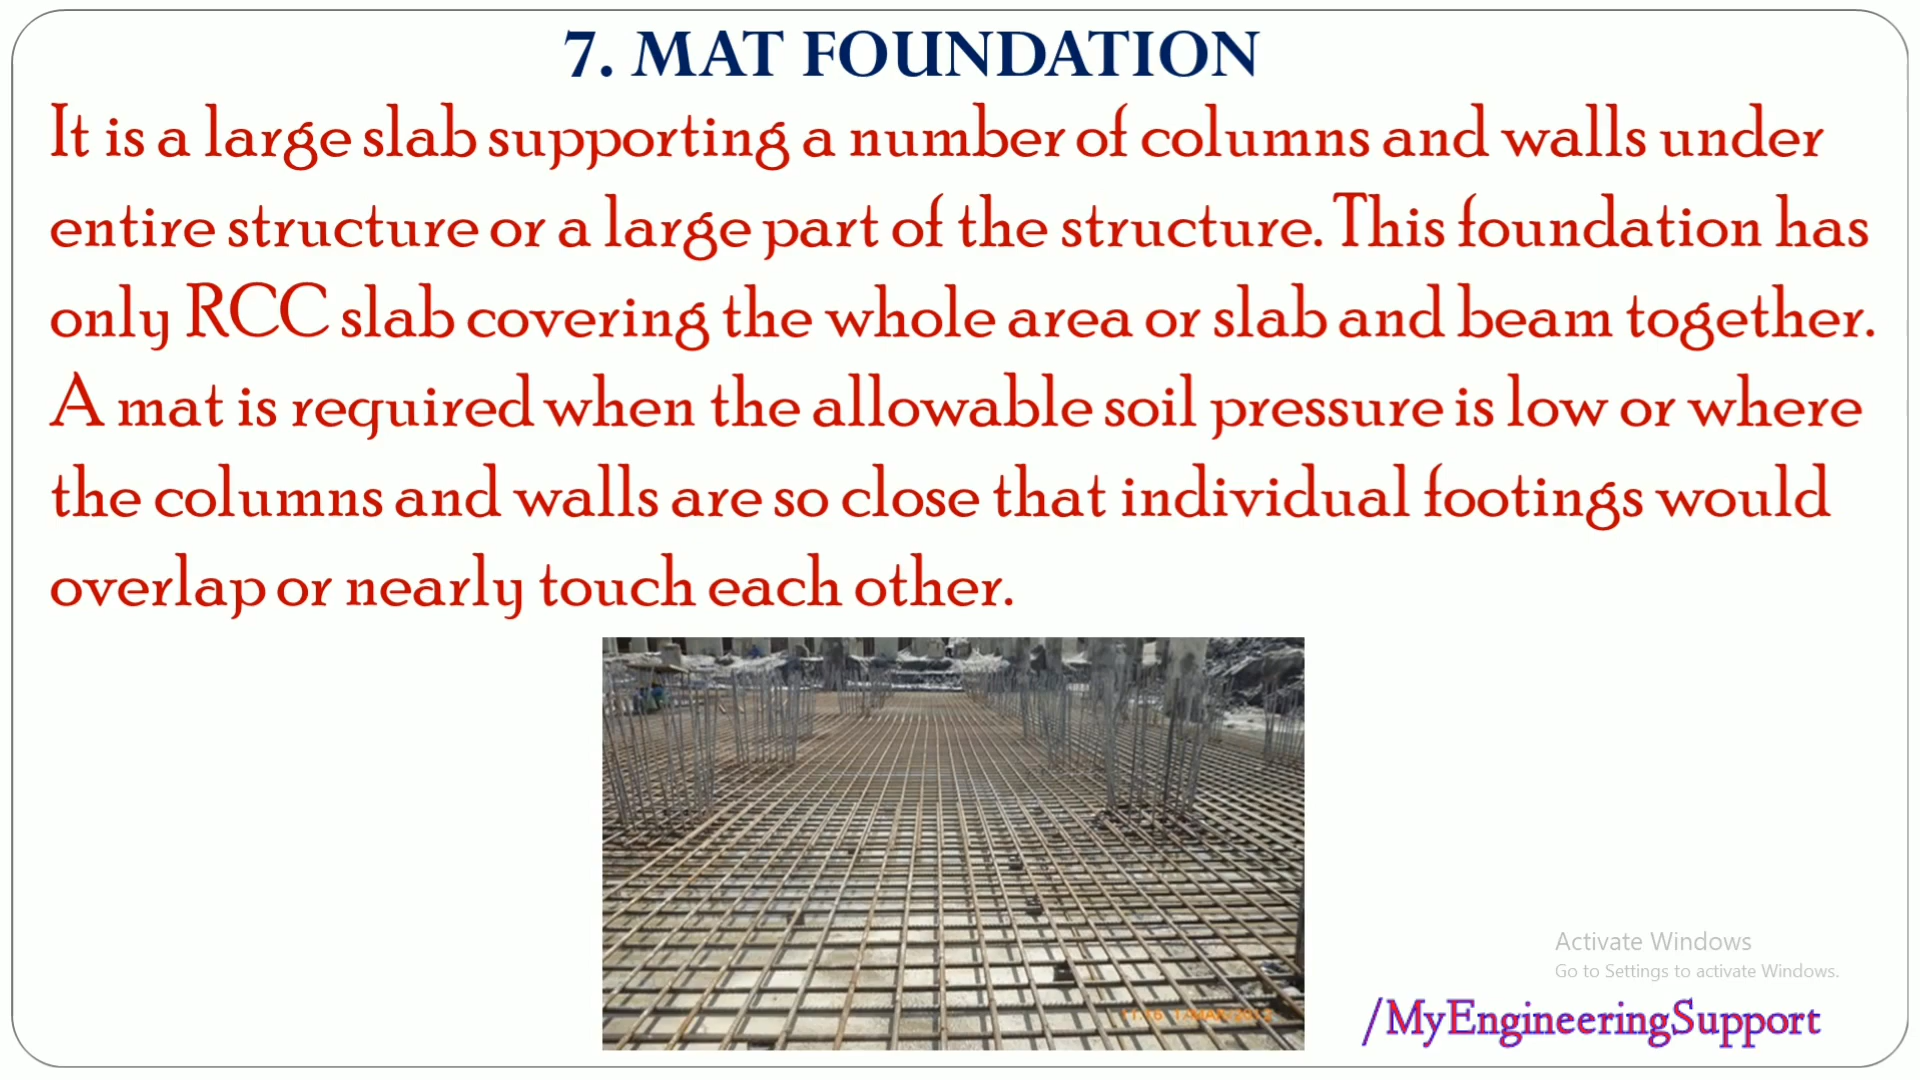 7. MAT FOUNDATION
It is a large slab supporting a number of columns and walls under
entire structure or a large part of the structure. This foundation has
only RCC slab covering the whole area or slab and beam together.
A mat is required when the allowable soil pressure is low or where
the columns and walls are so close that individual footings would
overlap or nearly touch each other.
Activate Windows
Go to Settings to activate Windows.
/MyEngineeringSupport